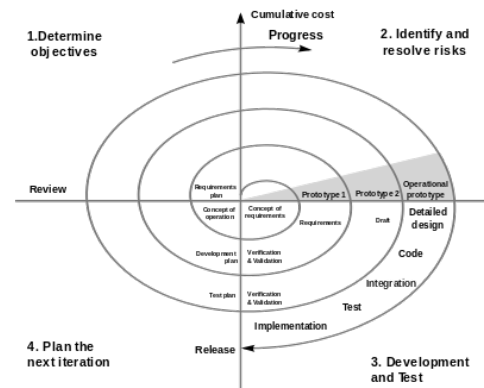 Cumulative cost
1.Determine
objectives
Progress
2. Identify and
resolve risks
Review
Requirements
plan
Prototype 1
Prototype 2
Operational
prototype
Concept of
operation
Concept of
requirements
Requirements
Draft
Detailed
design
Development
plan
Verification
& Validation
Code
Integration
Test plan
Verification
& Validation
Test
Implementation
4. Plan the
next iteration
Release
3. Development
and Test